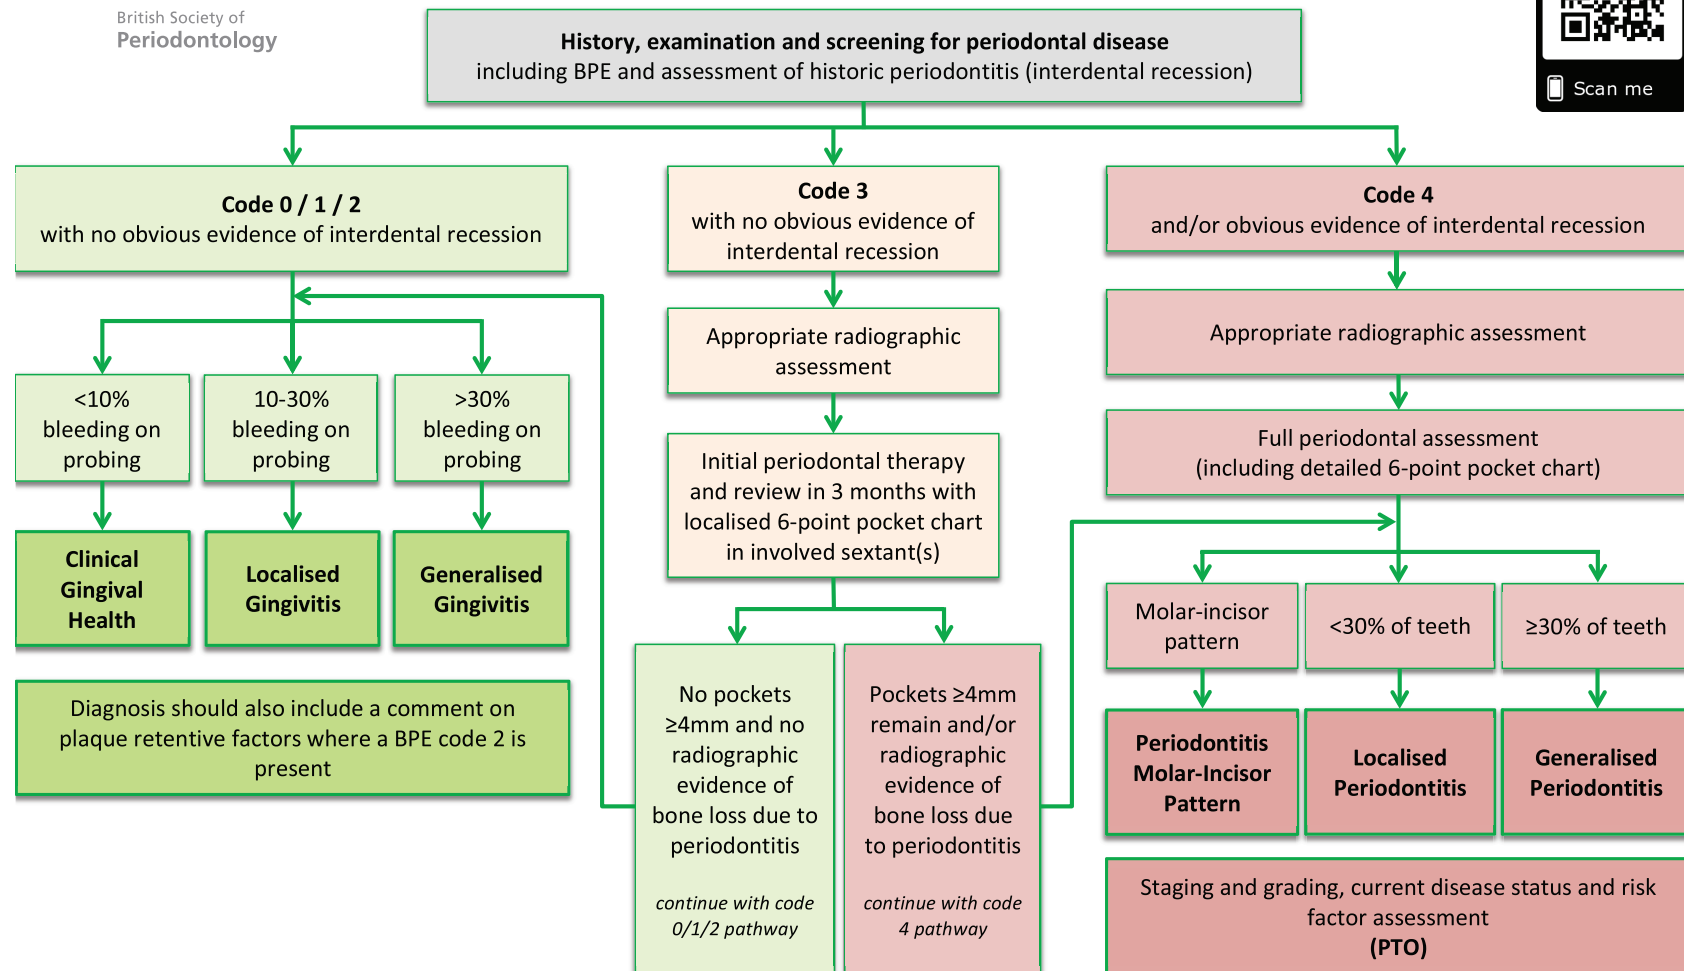 British Society of
Periodontology
History, examination and screening for periodontal disease
including BPE and assessment of historic periodontitis (interdental recession)
Scan me
Code 0 / 1 / 2
with no obvious evidence of interdental recession
<10%
bleeding on
probing
10-30%
bleeding on
probing
>30%
bleeding on
probing
Clinical
Gingival
Health
Localised
Gingivitis
Generalised
Gingivitis
Diagnosis should also include a comment on
plaque retentive factors where a BPE code 2 is
present
Code 3
with no obvious evidence of
interdental recession
Appropriate radiographic
assessment
Initial periodontal therapy
and review in 3 months with
localised 6-point pocket chart
in involved sextant(s)
No pockets
≥4mm and no
radiographic
evidence of
bone loss due to
periodontitis
continue with code
0/1/2 pathway
Pockets ≥4mm
remain and/or
radiographic
evidence of
bone loss due
to periodontitis
continue with code
4 pathway
Code 4
and/or obvious evidence of interdental recession
Appropriate radiographic assessment
Full periodontal assessment
(including detailed 6-point pocket chart)
Molar-incisor
pattern
<30% of teeth
≥30% of teeth
Periodontitis
Molar-Incisor
Pattern
Localised
Periodontitis
Generalised
Periodontitis
Staging and grading, current disease status and risk
factor assessment
(PTO)